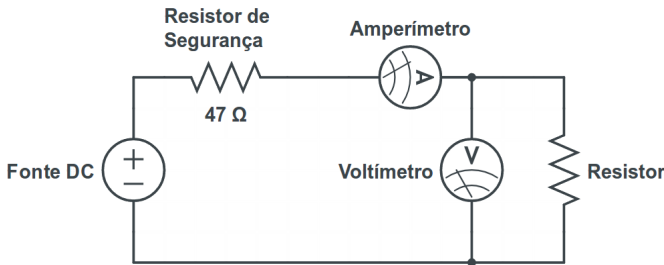 Resistor de
Segurança
Amperímetro
A
47 Ω
Fonte DC
Voltímetro
V
Resistor